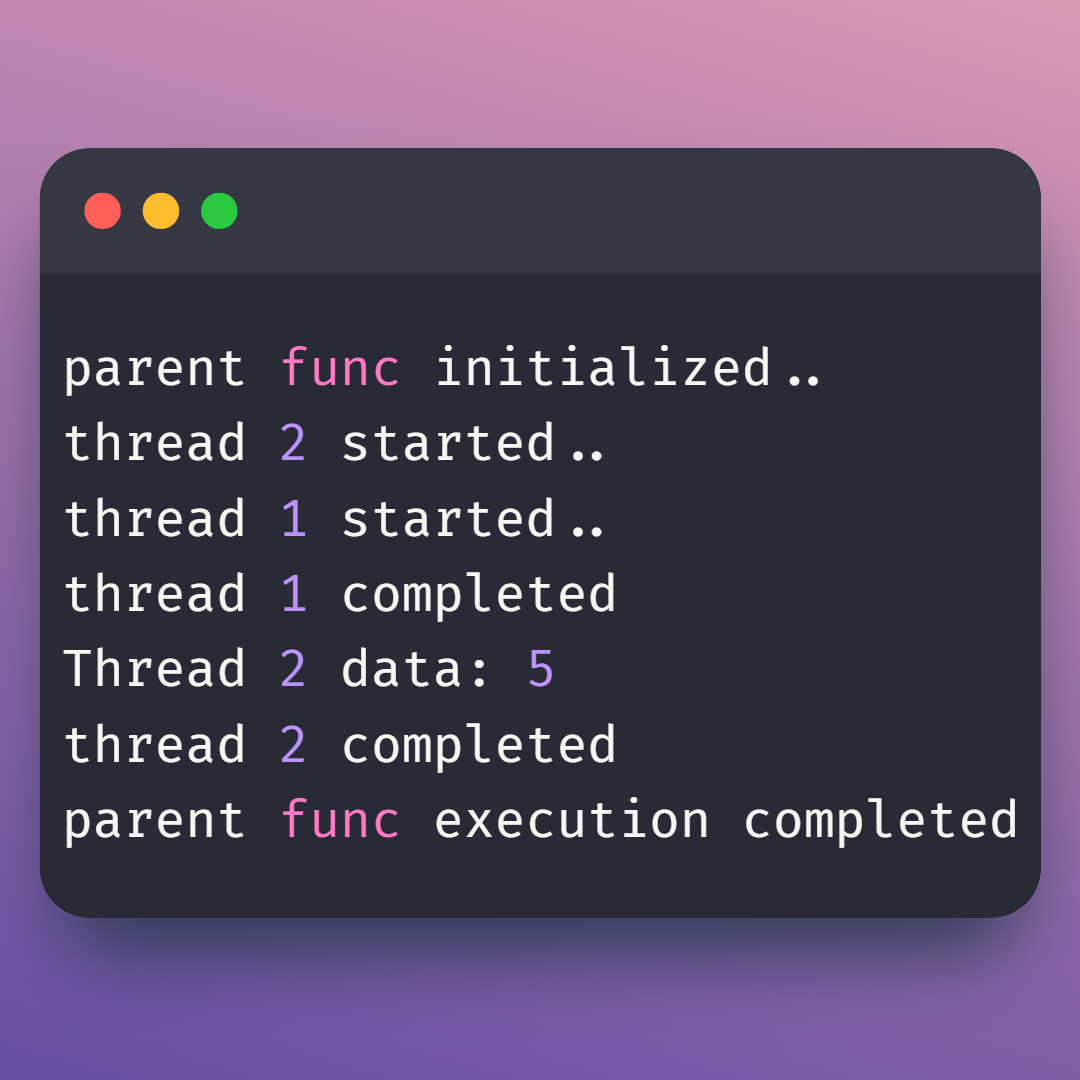 parent func initialized..
thread 2 started..
thread 1 started..
thread 1 completed
Thread 2 data: 5
thread 2 completed
parent func execution completed